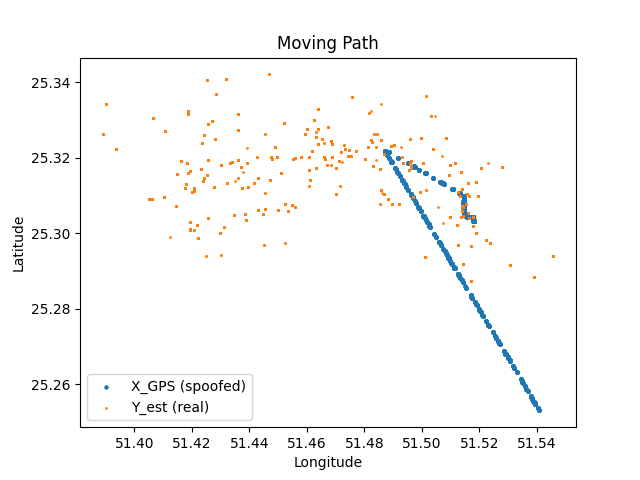 Moving Path
Latitude
25.34
25.32
25.30
25.28
25.26
X_GPS (spoofed)
Y_est (real)
51.40 51.42 51.44 51.46 51.48 51.50 51.52 51.54
Longitude